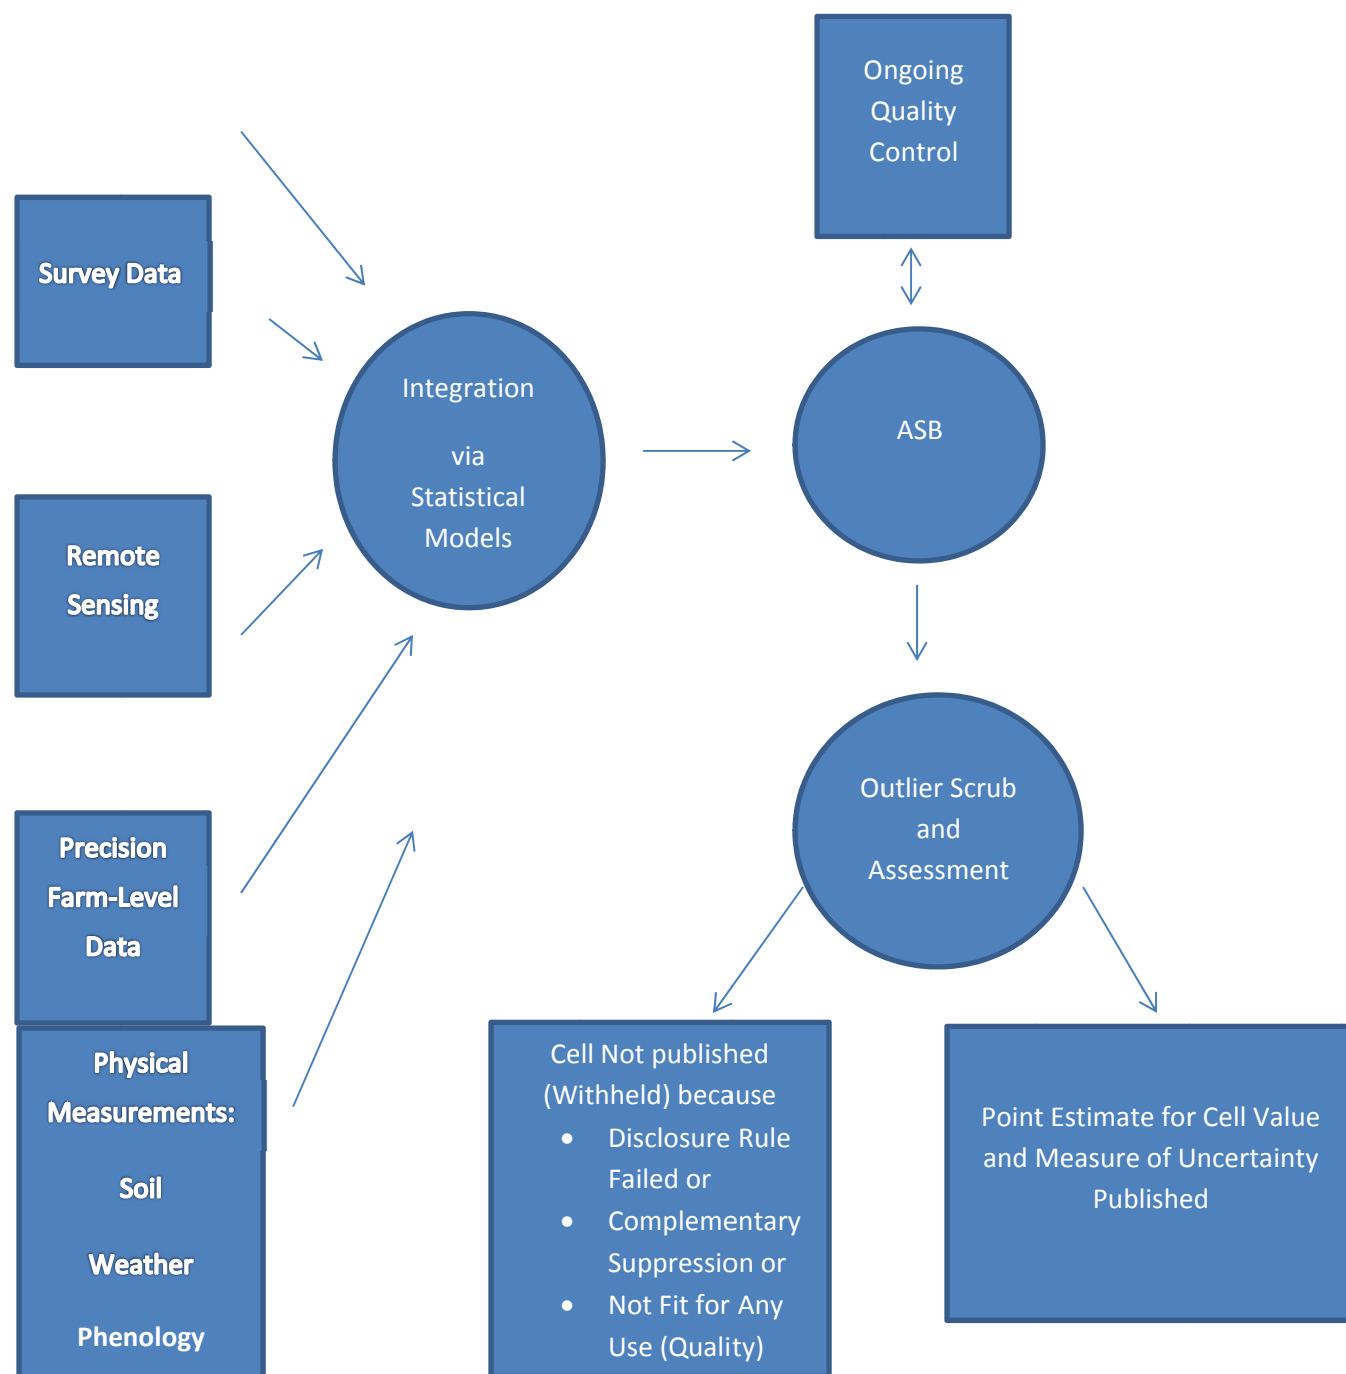 Ongoing
Quality
Control
Survey Data
Integration
via
Statistical
Models
ASB
Remote
Sensing
Outlier Scrub
and
Assessment
Precision
Farm-Level
Data
Physical
Measurements:
Soil
Weather
Phenology
Cell Not published
(Withheld) because
• Disclosure Rule
Failed or
• Complementary
Suppression or
• Not Fit for Any
Use (Quality)
Point Estimate for Cell Value
and Measure of Uncertainty
Published